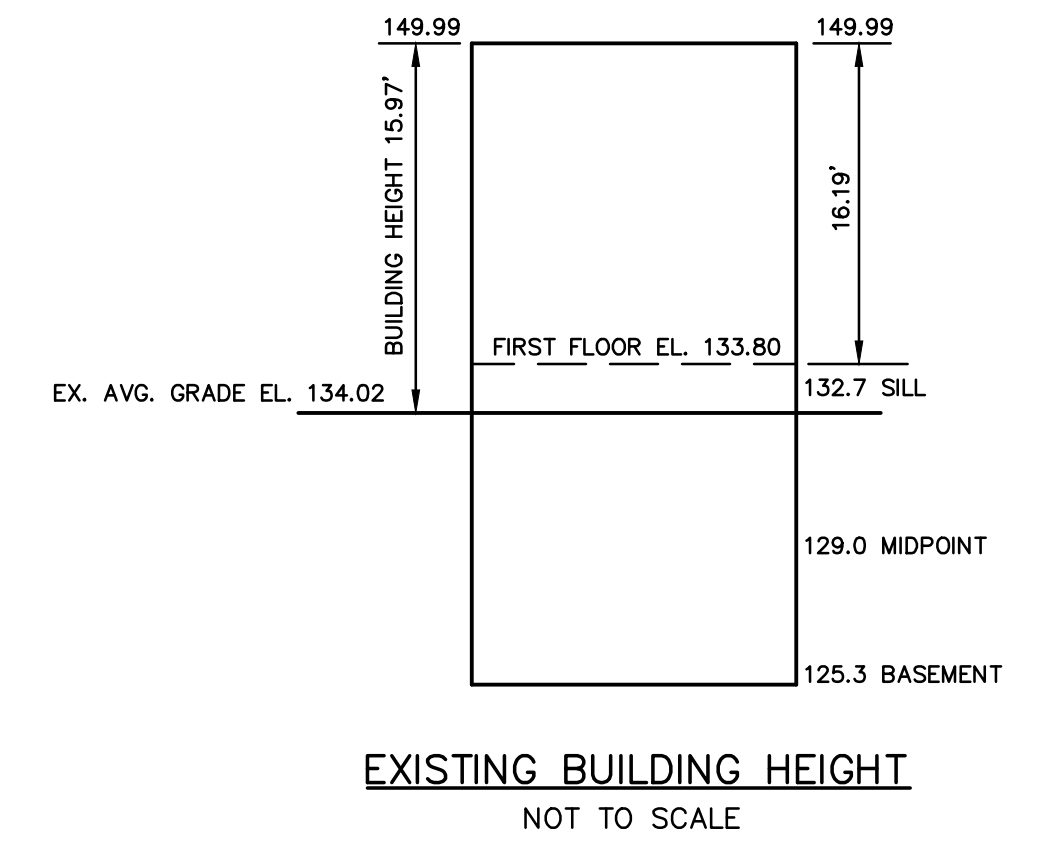 149.99
149.99
BUILDING HEIGHT 15.97'
16.19'
FIRST FLOOR EL. 133.80
EX. AVG. GRADE EL. 134.02
132.7 SILL
129.0 MIDPOINT
125.3 BASEMENT
EXISTING BUILDING HEIGHT
NOT TO SCALE